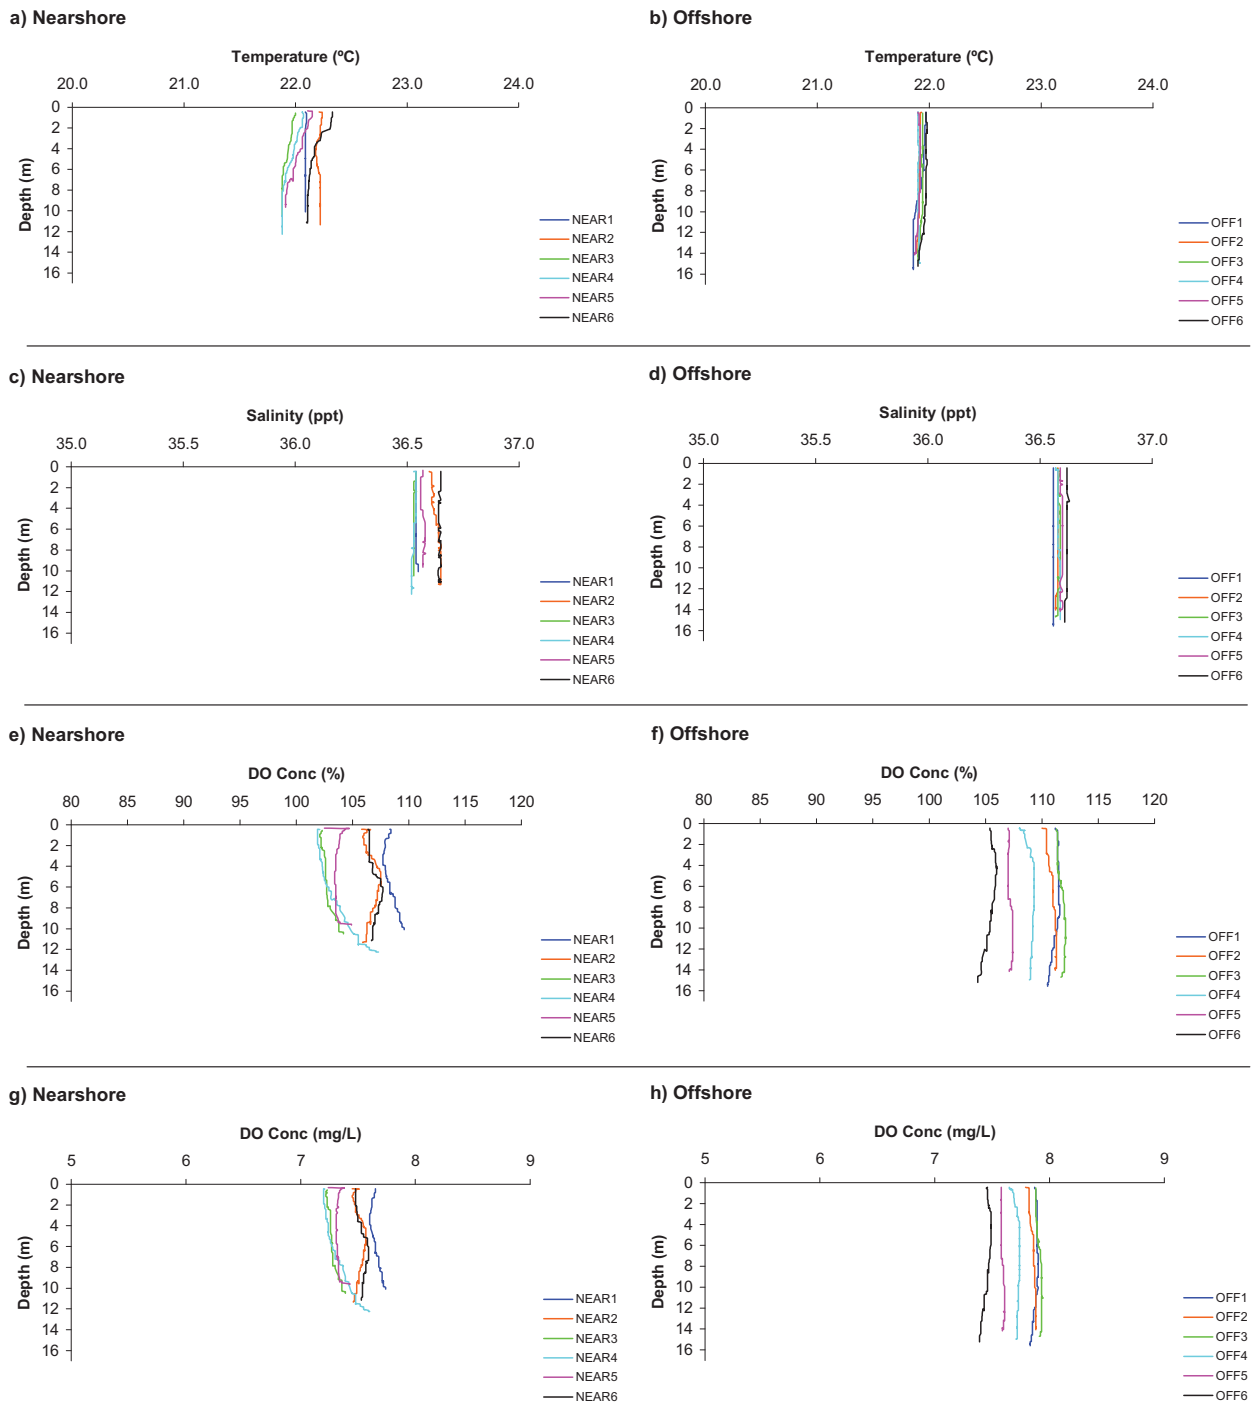 a) Nearshore
b) Offshore
Temperature (ºC)
Temperature (ºC)
20.0 21.0 22.0 23.0 24.0
20.0 21.0 22.0 23.0 24.0
0
2
4
6
8
10
12
14
16
Depth (m)
NEAR1
NEAR2
NEAR3
NEAR4
NEAR5
NEAR6
0
2
4
6
8
10
12
14
16
Depth (m)
OFF1
OFF2
OFF3
OFF4
OFF5
OFF6
c) Nearshore
d) Offshore
Salinity (ppt)
Salinity (ppt)
35.0 35.5 36.0 36.5 37.0
35.0 35.5 36.0 36.5 37.0
0
2
4
6
8
10
12
14
16
Depth (m)
NEAR1
NEAR2
NEAR3
NEAR4
NEAR5
NEAR6
0
2
4
6
8
10
12
14
16
Depth (m)
OFF1
OFF2
OFF3
OFF4
OFF5
OFF6
e) Nearshore
f) Offshore
DO Conc (%)
DO Conc (%)
80 85 90 95 100 105 110 115 120
80 85 90 95 100 105 110 115 120
0
2
4
6
8
10
12
14
16
Depth (m)
NEAR1
NEAR2
NEAR3
NEAR4
NEAR5
NEAR6
0
2
4
6
8
10
12
14
16
Depth (m)
OFF1
OFF2
OFF3
OFF4
OFF5
OFF6
g) Nearshore
h) Offshore
DO Conc (mg/L)
DO Conc (mg/L)
5 6 7 8 9
5 6 7 8 9
0
2
4
6
8
10
12
14
16
Depth (m)
NEAR1
NEAR2
NEAR3
NEAR4
NEAR5
NEAR6
0
2
4
6
8
10
12
14
16
Depth (m)
OFF1
OFF2
OFF3
OFF4
OFF5
OFF6